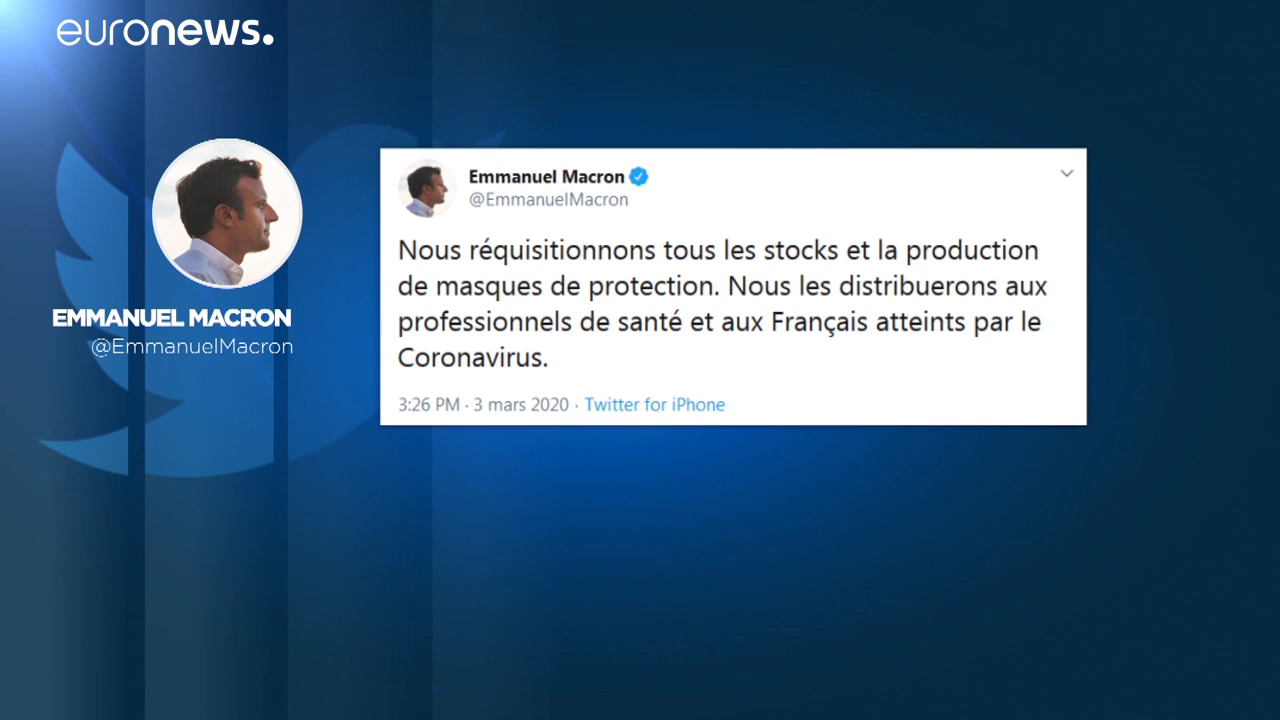 euronews.
EMMANUEL MACRON
@EmmanuelMacron
Emmanuel Macron
@EmmanuelMacron
Nous réquisitionnons tous les stocks et la production
de masques de protection. Nous les distribuerons aux
professionnels de santé et aux Français atteints par le
Coronavirus.
3:26 PM · 3 mars 2020 · Twitter for iPhone